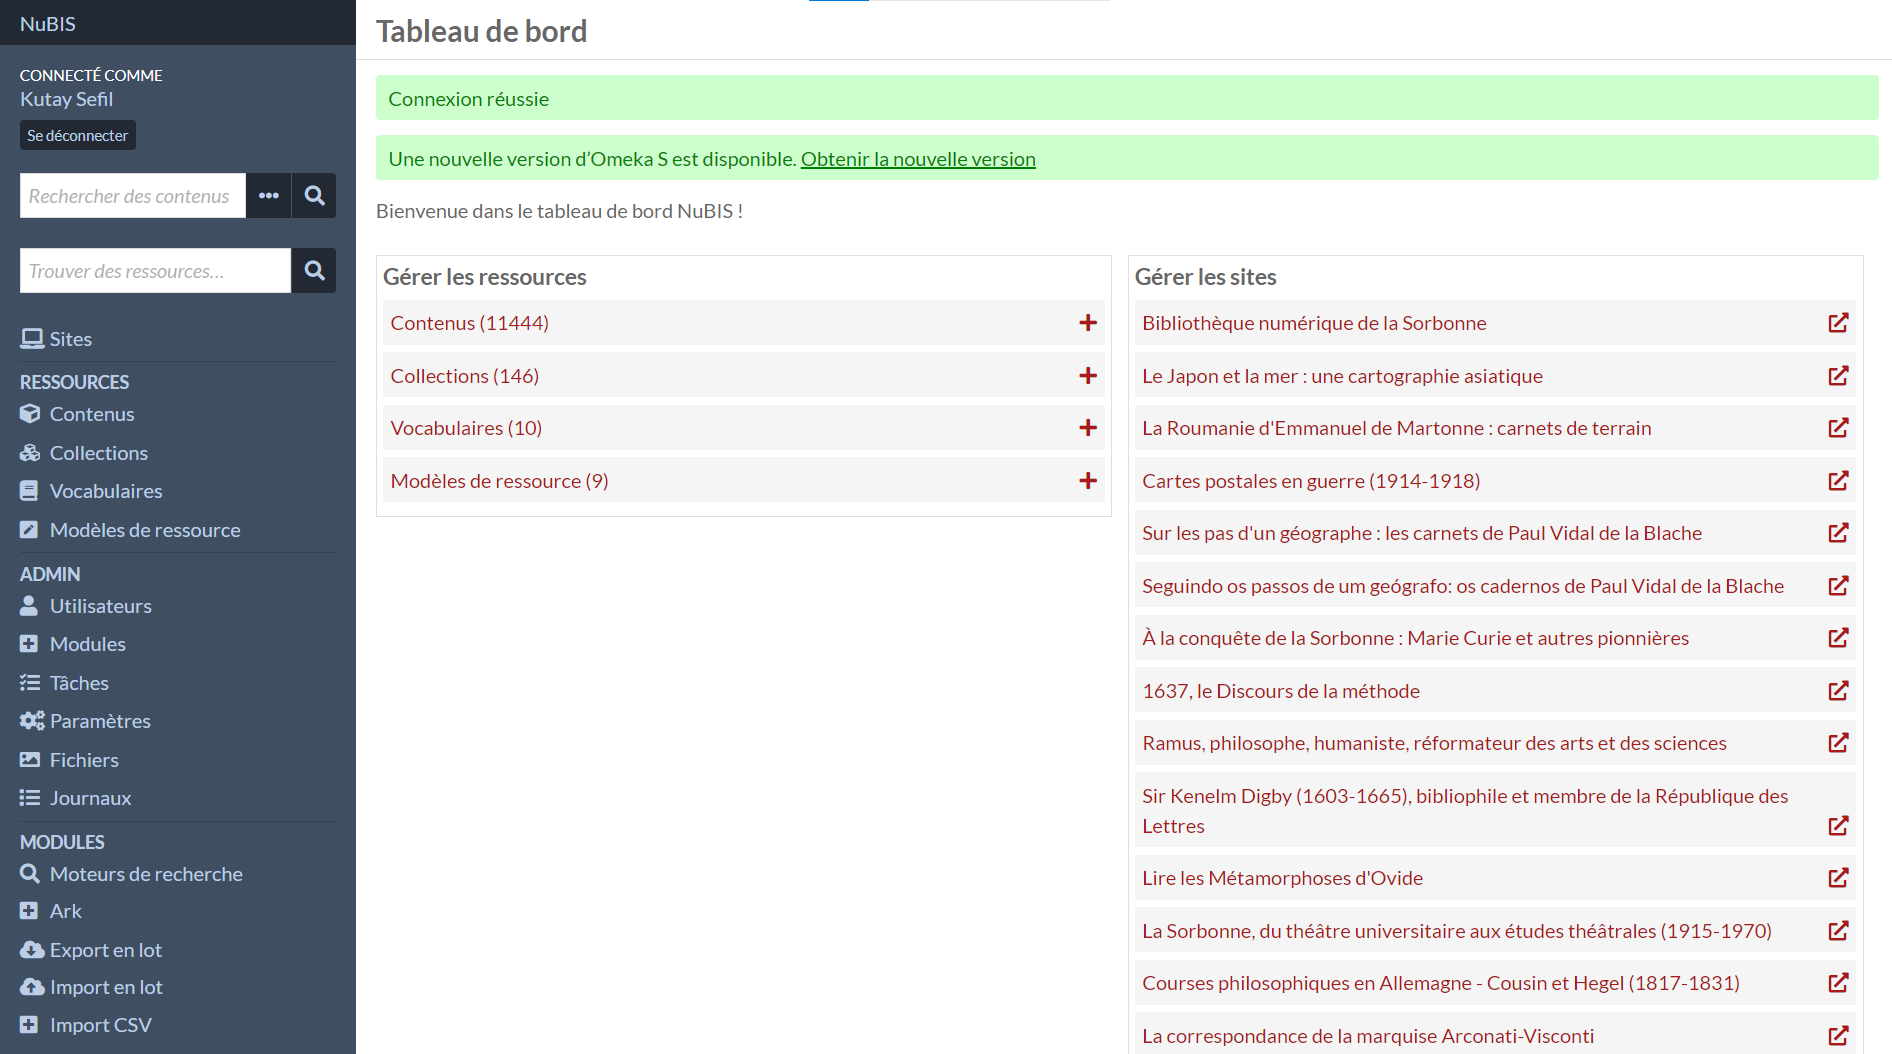 NuBIS
CONNECTÉ COMME
Kutay Sefil
Se déconnecter
Rechercher des contenus
Trouver des ressources...
Sites
RESSOURCES
Contenus
Collections
Vocabulaires
Modèles de ressource
ADMIN
Utilisateurs
Modules
Tâches
Paramètres
Fichiers
Journaux
MODULES
Moteurs de recherche
Ark
Export en lot
Import en lot
Import CSV
Tableau de bord
Connexion réussie
Une nouvelle version d'Omeka S est disponible. Obtenir la nouvelle version
Bienvenue dans le tableau de bord NuBIS !
Gérer les ressources
Contenus (11444)
Collections (146)
Vocabulaires (10)
Modèles de ressource (9)
Gérer les sites
Bibliothèque numérique de la Sorbonne
Le Japon et la mer : une cartographie asiatique
La Roumanie d'Emmanuel de Martonne : carnets de terrain
Cartes postales en guerre (1914-1918)
Sur les pas d'un géographe : les carnets de Paul Vidal de la Blache
Seguindo os passos de um geógrafo: os cadernos de Paul Vidal de la Blache
À la conquête de la Sorbonne : Marie Curie et autres pionnières
1637, le Discours de la méthode
Ramus, philosophe, humaniste, réformateur des arts et des sciences
Sir Kenelm Digby (1603-1665), bibliophile et membre de la République des
Lettres
Lire les Métamorphoses d'Ovide
La Sorbonne, du théâtre universitaire aux études théâtrales (1915-1970)
Courses philosophiques en Allemagne - Cousin et Hegel (1817-1831)
La correspondance de la marquise Arconati-Visconti